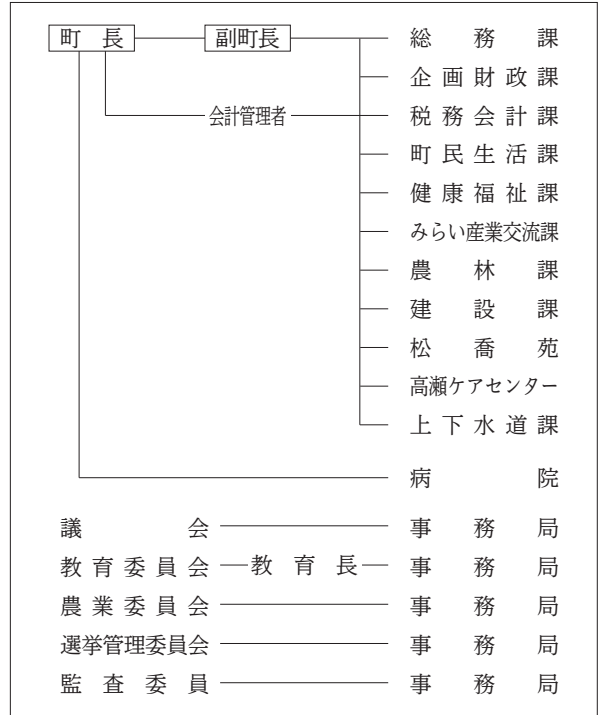 町長 副町長 総務課
企画財政課
会計管理者 税務会計課
町民生活課
健康福祉課
みらい産業交流課
農林課
建設課
松喬苑
高瀬ケアセンター
上下水道課
病院
議会 事務局
教育委員会 教育長 事務局
農業委員会 事務局
選挙管理委員会 事務局
監査委員 事務局